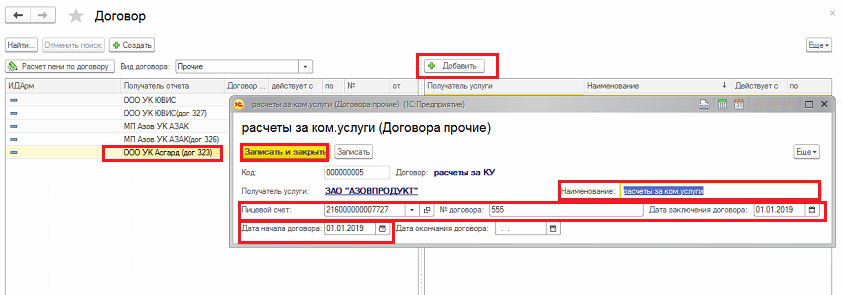 Договор
Найти... Отменить поиск Создать Еще
Расчет пени по договору Вид договора: Прочие Добавить
ИДАрм Получатель отчета Договор ... действует с по № от Получатель услуги Наименование Действует с по
ООО УК ЮВИС
ООО УК ЮВИС(дог 327)
МП Азов УК АЗАК
МП Азов УК АЗАК(дог 326)
ООО УК Асгард (дог 323)
расчеты за ком.услуги (Договора прочие) (1С:Предприятие) M M+ M-
расчеты за ком.услуги (Договора прочие)
Записать и закрыть Записать Еще
Код: 000000005 Договор: расчеты за КУ
Получатель услуги: ЗАО "АЗОВПРОДУКТ" Наименование: расчеты за ком.услуги
Лицевой счет: 216000000007727 № договора: 555 Дата заключения договора: 01.01.2019
Дата начала договора: 01.01.2019 Дата окончания договора: . .